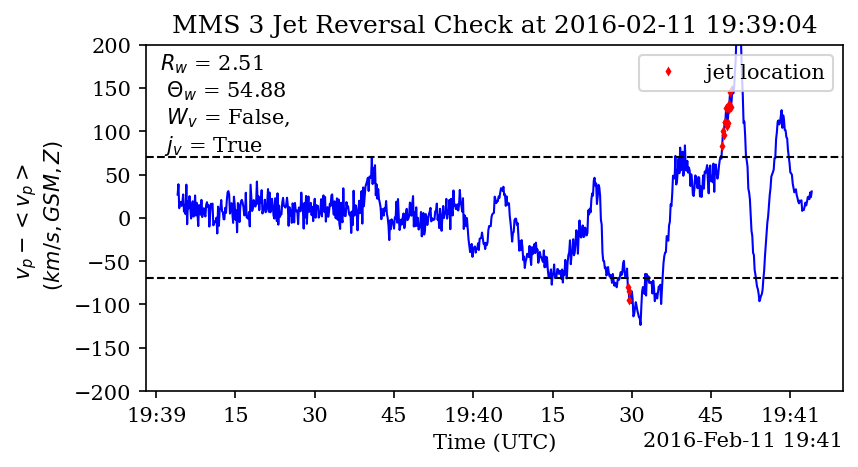 MMS 3 Jet Reversal Check at 2016-02-11 19:39:04
R_w = 2.51
Θ_w = 54.88
W_v = False,
j_v = True
jet location
200
150
100
50
0
−50
−100
−150
−200
v_p − < v_p >
(km/s, GSM, Z)
19:39 15 30 45 19:40 15 30 45 19:41
Time (UTC)
2016-Feb-11 19:41